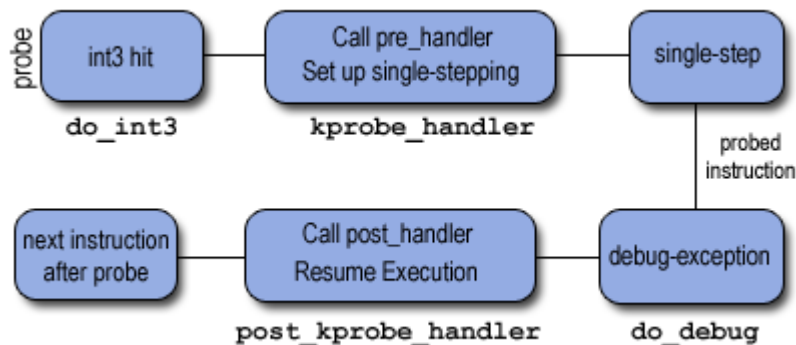 probe
int3 hit
do_int3
Call pre_handler
Set up single-stepping
kprobe_handler
single-step
probed
instruction
next instruction
after probe
Call post_handler
Resume Execution
post_kprobe_handler
debug-exception
do_debug